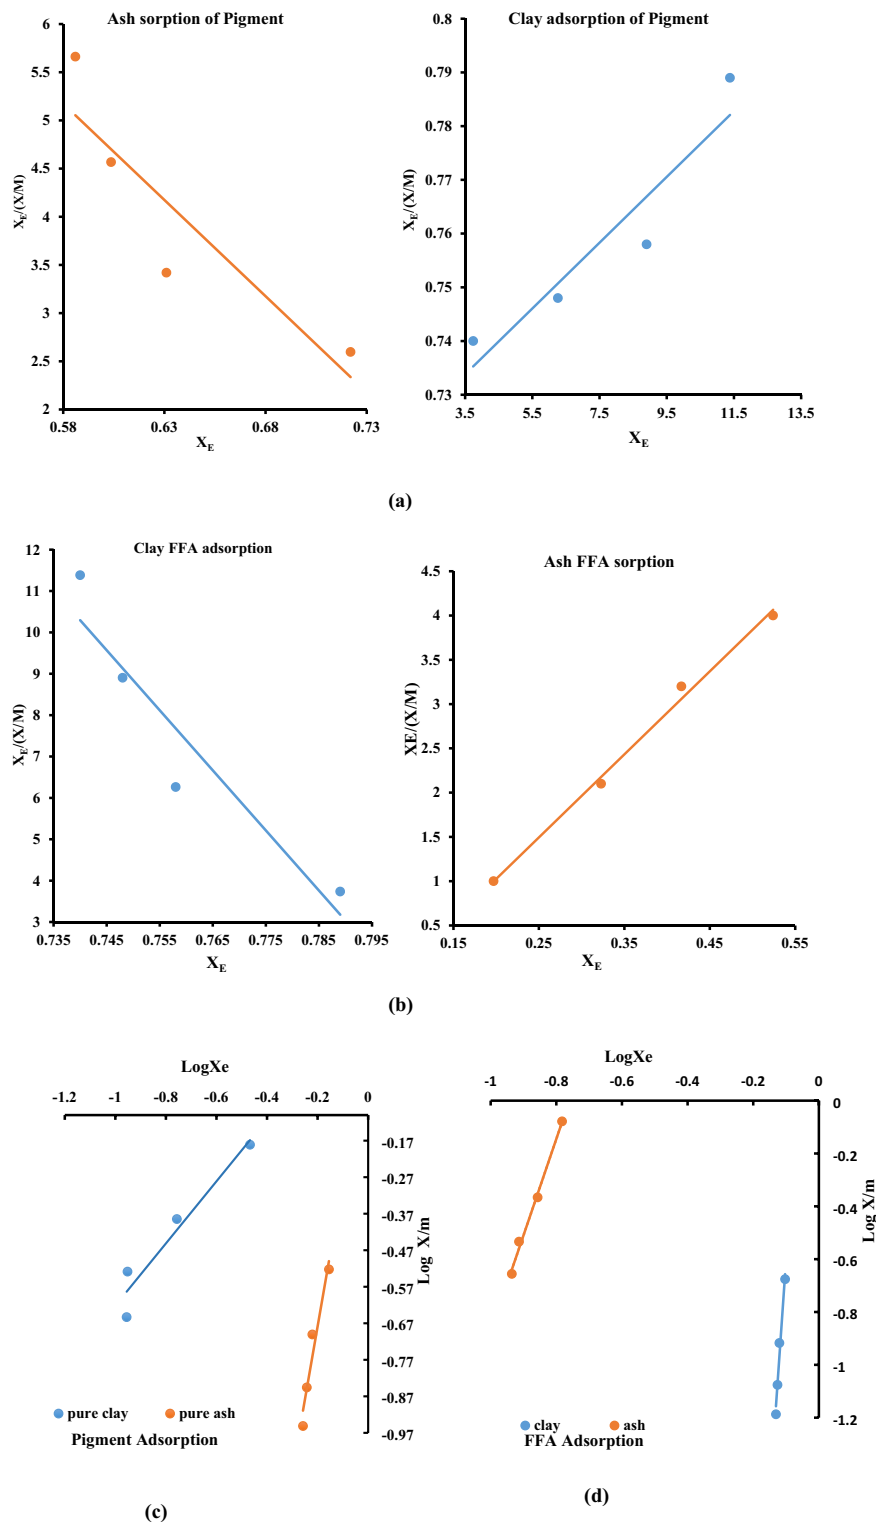 Ash sorption of Pigment
X_E/(X/M)
6
5.5
5
4.5
4
3.5
3
2.5
2
0.58 0.63 0.68 0.73
X_E
Clay adsorption of Pigment
X_E/(X/M)
0.8
0.79
0.78
0.77
0.76
0.75
0.74
0.73
3.5 5.5 7.5 9.5 11.5 13.5
X_E
(a)
Clay FFA adsorption
X_E/(X/M)
12
11
10
9
8
7
6
5
4
3
0.735 0.745 0.755 0.765 0.775 0.785 0.795
X_E
Ash FFA sorption
XE/(X/M)
4.5
4
3.5
3
2.5
2
1.5
1
0.5
0.15 0.25 0.35 0.45 0.55
X_E
(b)
LogXe
-1.2 -1 -0.8 -0.6 -0.4 -0.2 0
-0.17
-0.27
-0.37
-0.47
-0.57
-0.67
-0.77
-0.87
-0.97
Log X/m
pure clay pure ash
Pigment Adsorption
(c)
LogXe
-1 -0.8 -0.6 -0.4 -0.2 0
0
-0.2
-0.4
-0.6
-0.8
-1
-1.2
Log X/m
clay ash
FFA Adsorption
(d)